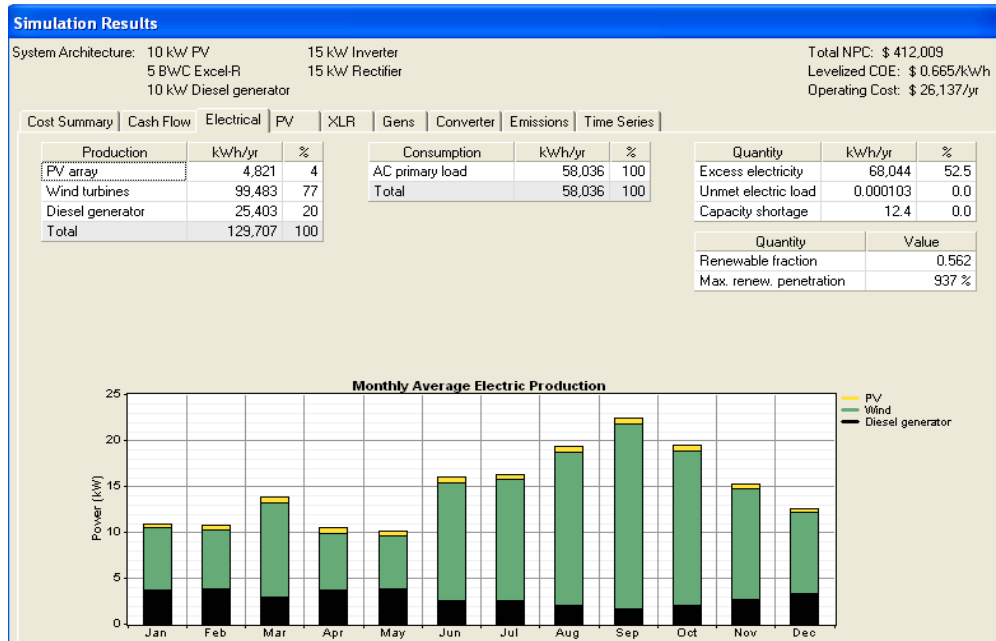 Simulation Results
System Architecture: 10 kW PV 15 kW Inverter Total NPC: $ 412,009
5 BWC Excel-R 15 kW Rectifier Levelized COE: $ 0.665/kWh
10 kW Diesel generator Operating Cost: $ 26,137/yr
Cost Summary Cash Flow Electrical PV XLR Gens Converter Emissions Time Series
Production kWh/yr %
PV array 4,821 4
Wind turbines 99,483 77
Diesel generator 25,403 20
Total 129,707 100
Consumption kWh/yr %
AC primary load 58,036 100
Total 58,036 100
Quantity kWh/yr %
Excess electricity 68,044 52.5
Unmet electric load 0.000103 0.0
Capacity shortage 12.4 0.0
Quantity Value
Renewable fraction 0.562
Max. renew. penetration 937 %
Monthly Average Electric Production
Power (kW)
25
20
15
10
5
0
Jan Feb Mar Apr May Jun Jul Aug Sep Oct Nov Dec
PV
Wind
Diesel generator